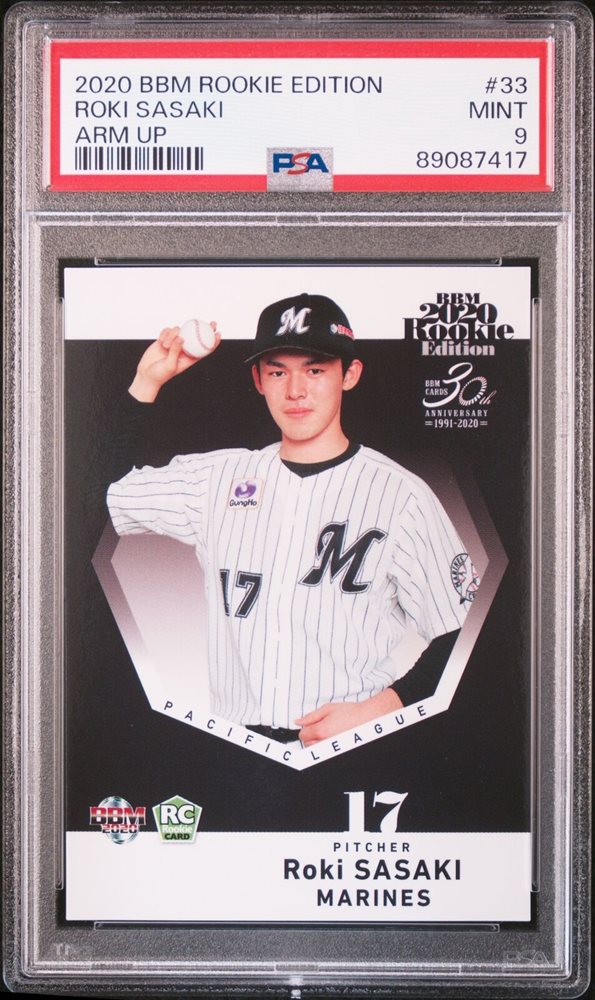 2020 BBM ROOKIE EDITION #33
ROKI SASAKI MINT
ARM UP 9
PSA 89087417
BBM
2020
Rookie
Edition
BBM CARDS 30th
ANNIVERSARY
1991-2020
M
GungHo
M
17
PACIFIC LEAGUE
BBM
2020
RC
Rookie
CARD
17
PITCHER
Roki SASAKI
MARINES
PSA